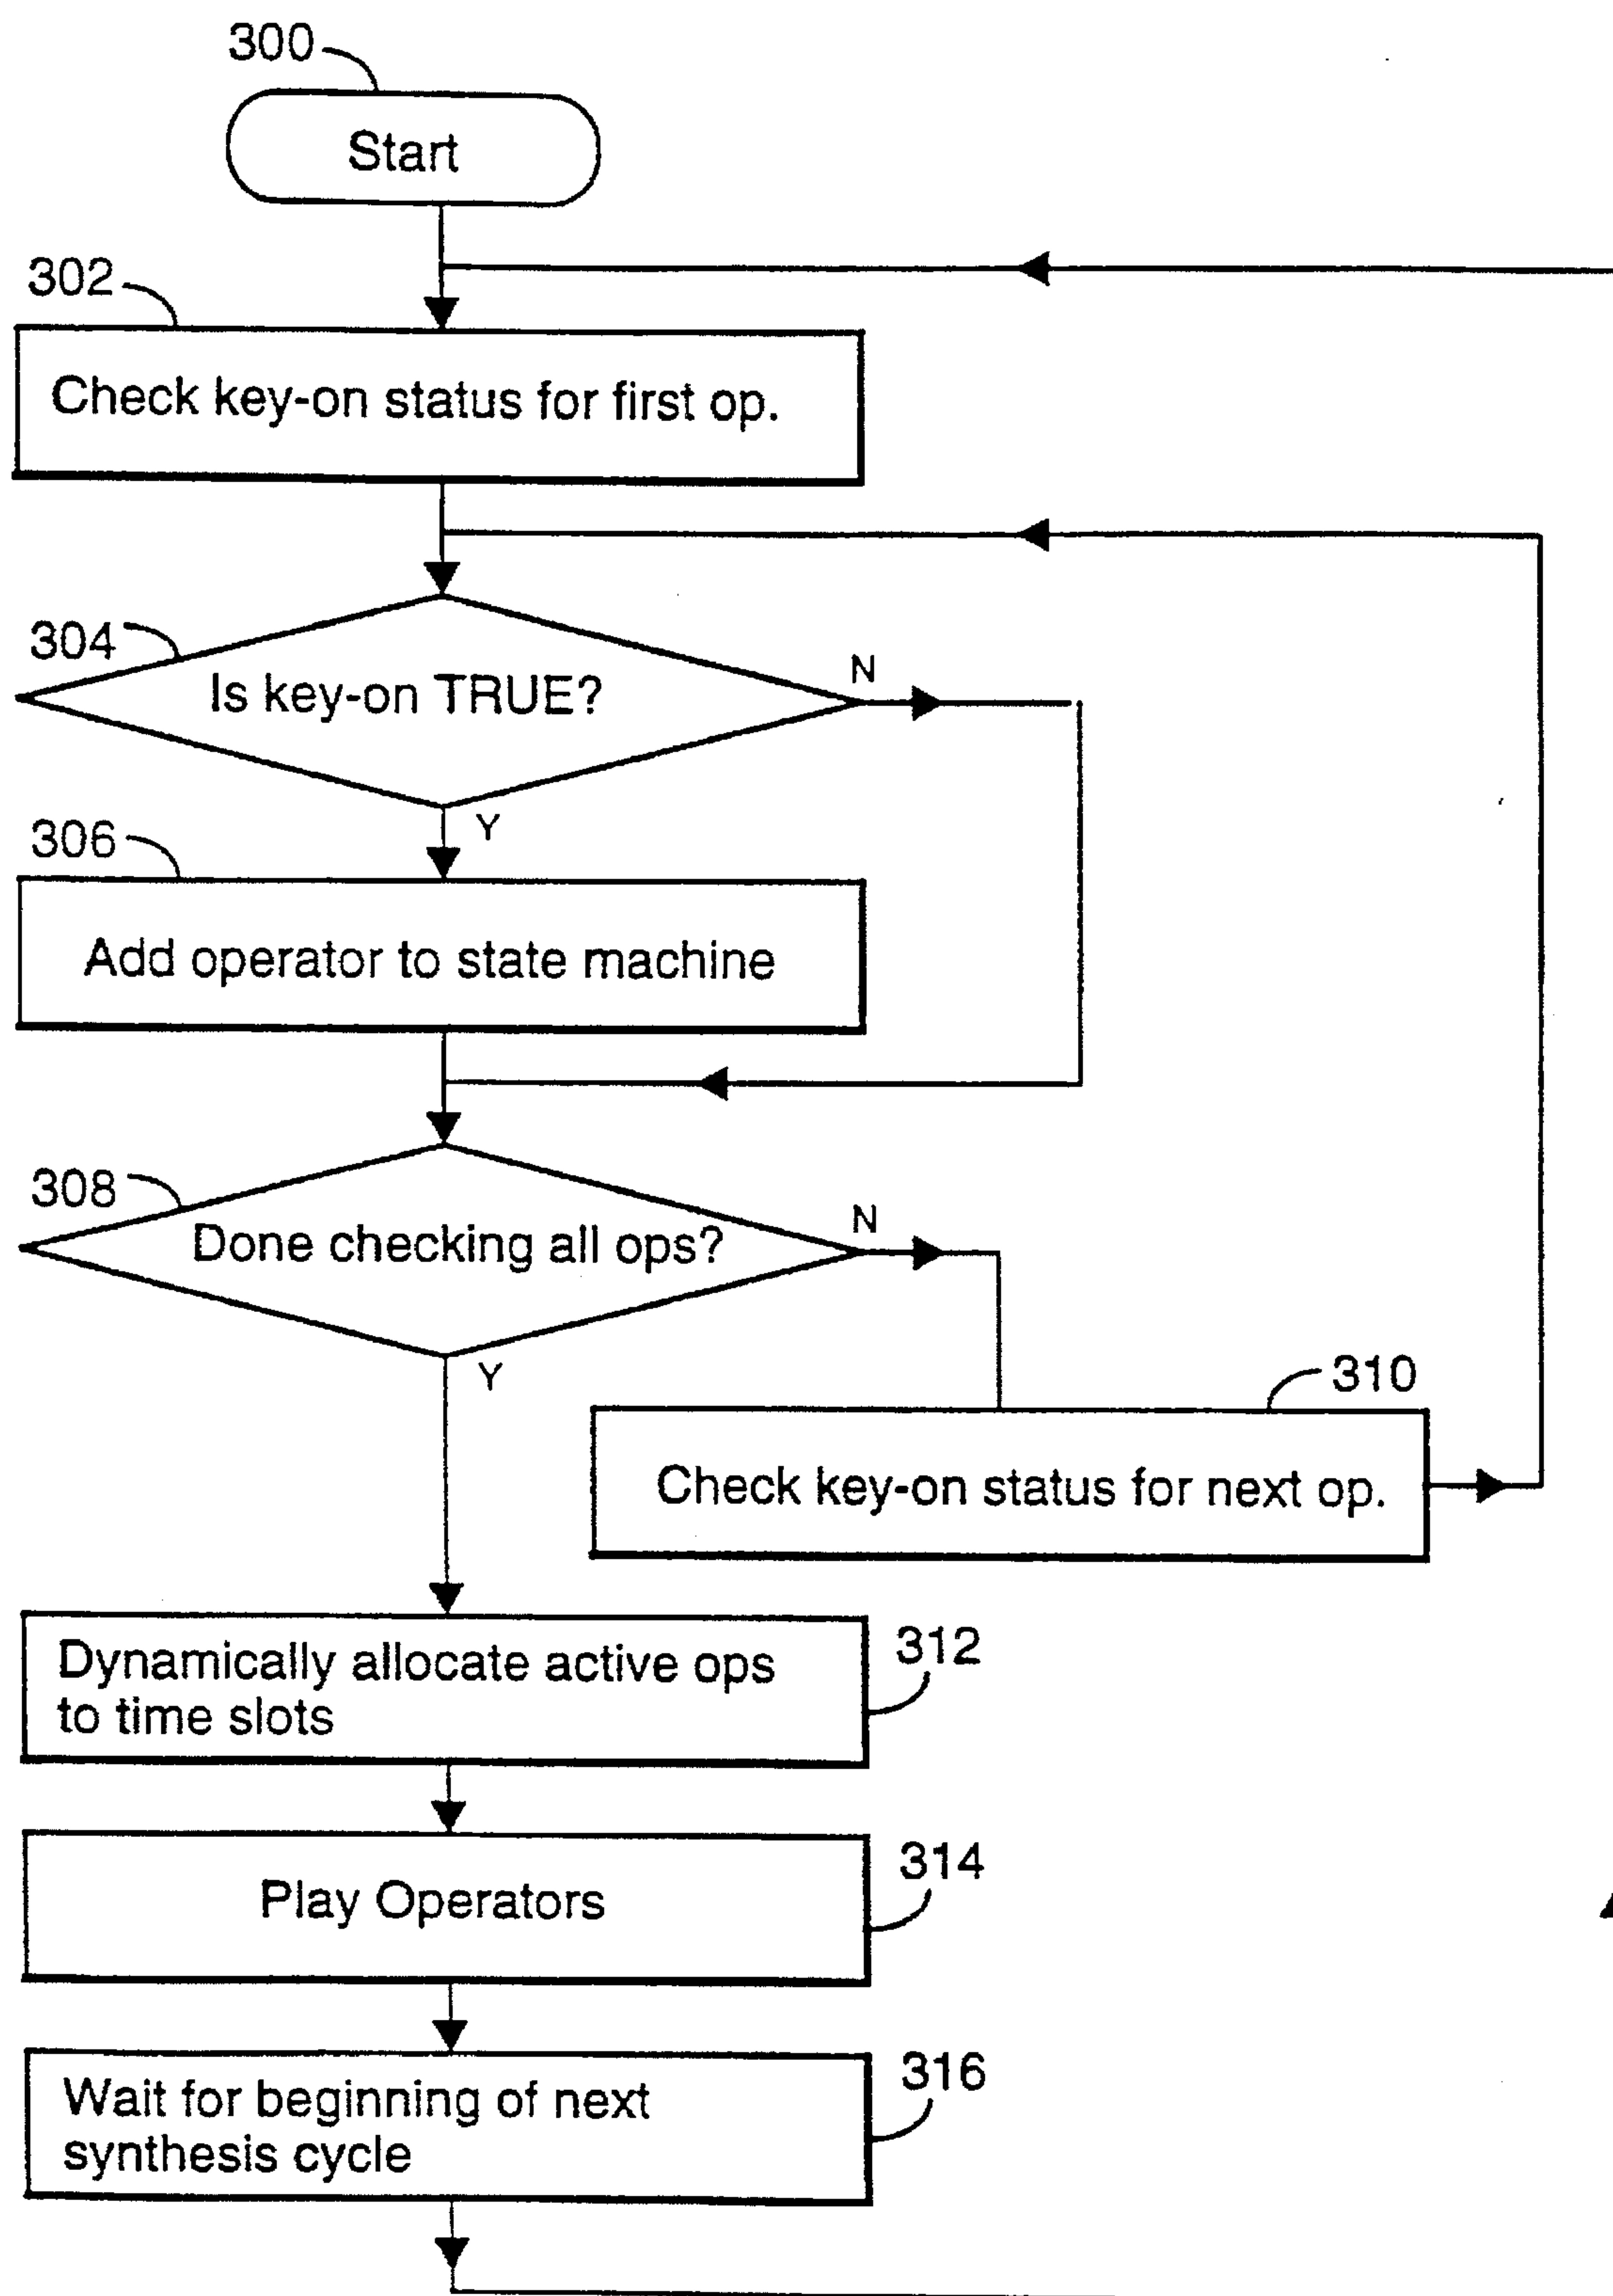 300
Start
302
Check key-on status for first op.
304
Is key-on TRUE?
N
Y
306
Add operator to state machine
308
Done checking all ops?
N
Y
310
Check key-on status for next op.
Dynamically allocate active ops
to time slots
312
Play Operators
314
Wait for beginning of next
synthesis cycle
316